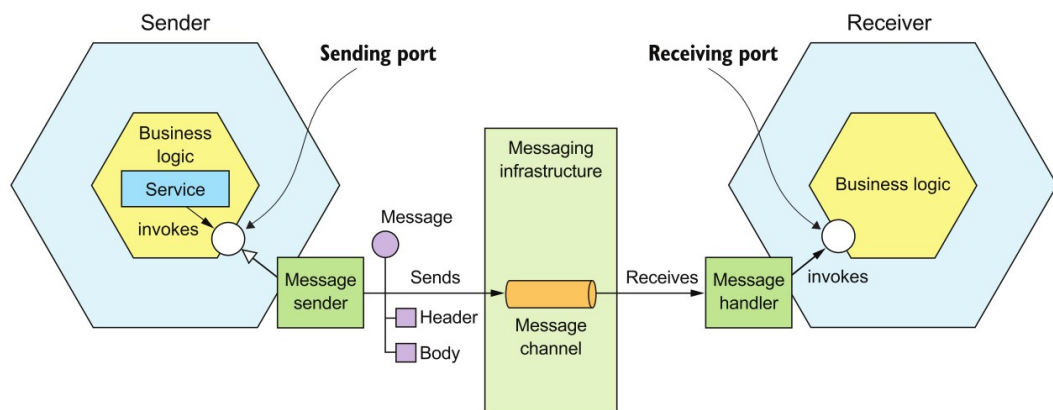 Sender
Receiver
Sending port
Receiving port
Business
logic
Service
invokes
Message
Message
sender
Sends
Header
Body
Messaging
infrastructure
Message
channel
Receives
Message
handler
invokes
Business logic